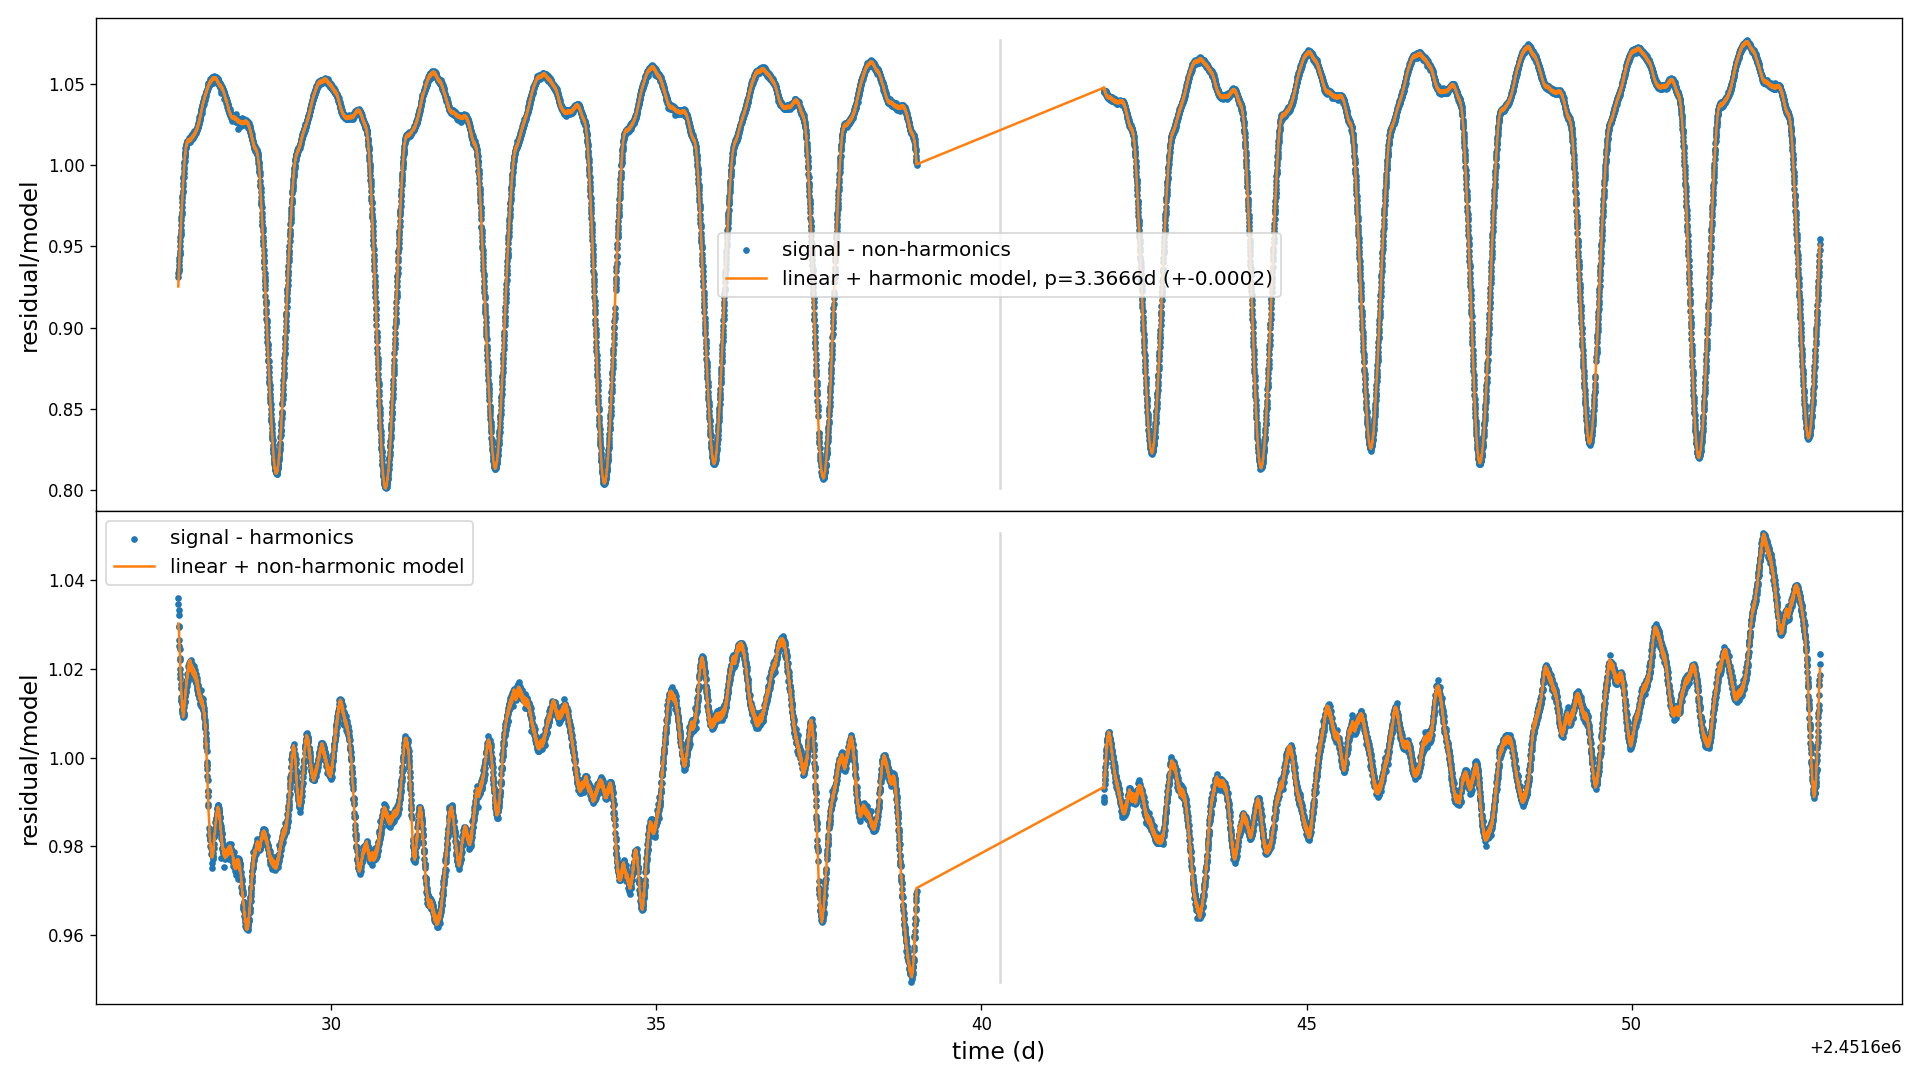 residual/model
1.05
1.00
0.95
0.90
0.85
0.80
signal - non-harmonics
linear + harmonic model, p=3.3666d (+-0.0002)
residual/model
1.04
1.02
1.00
0.98
0.96
signal - harmonics
linear + non-harmonic model
30
35
40
45
50
time (d)
+2.4516e6